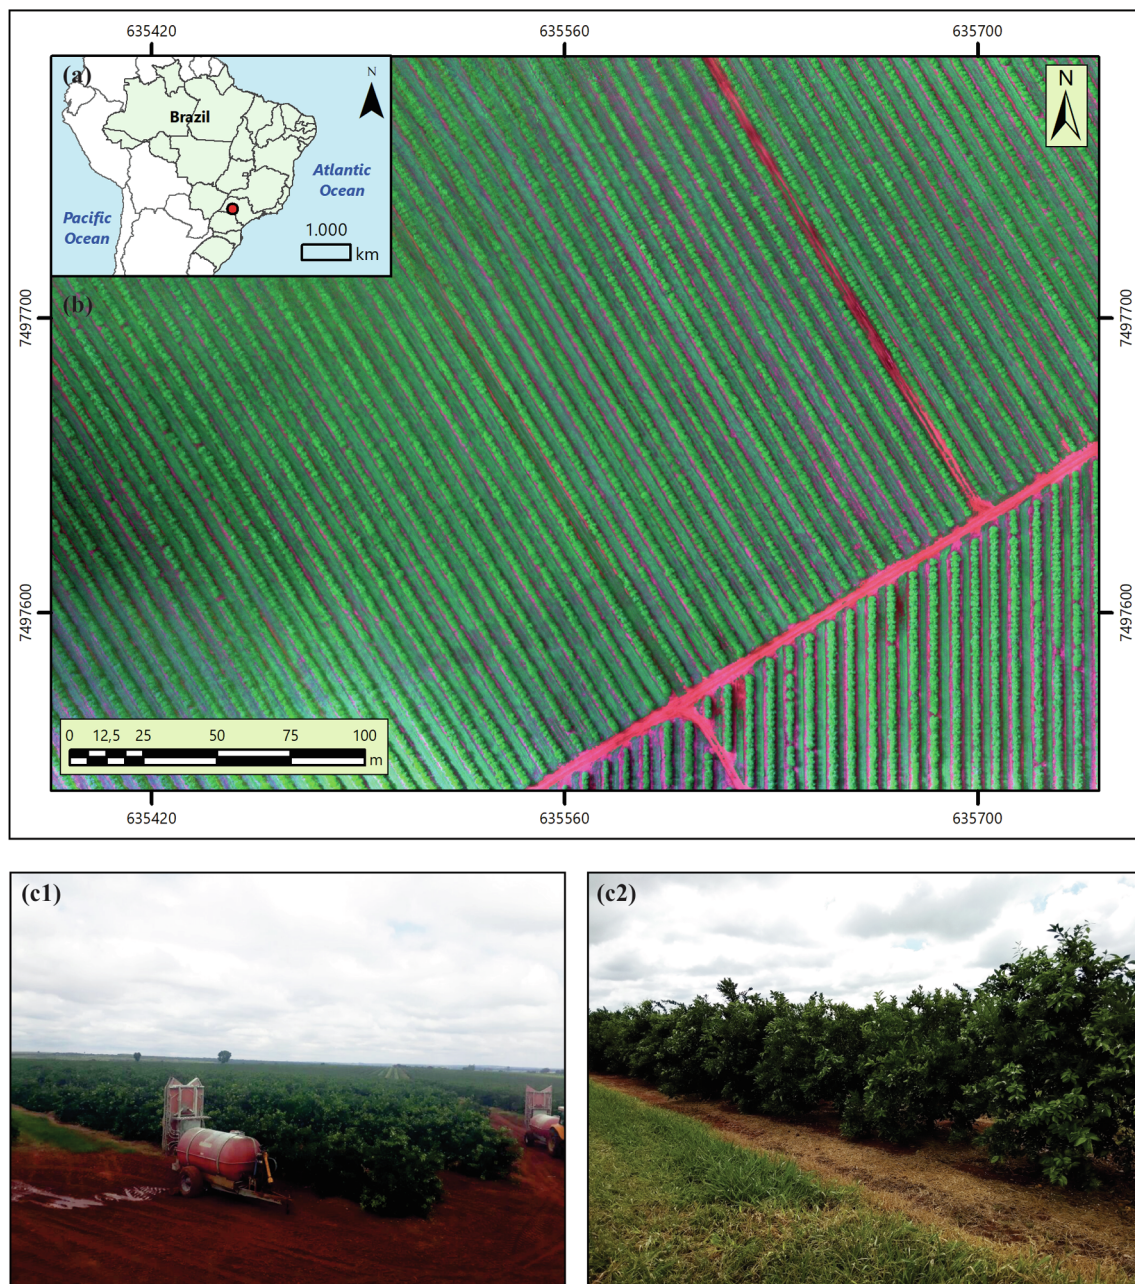 635420 635560 635700
(a)
N
Brazil
Atlantic
Ocean
Pacific
Ocean
1.000
km
N
(b)
7497700
7497700
7497600
7497600
0 12,5 25 50 75 100
m
635420 635560 635700
(c1)
(c2)